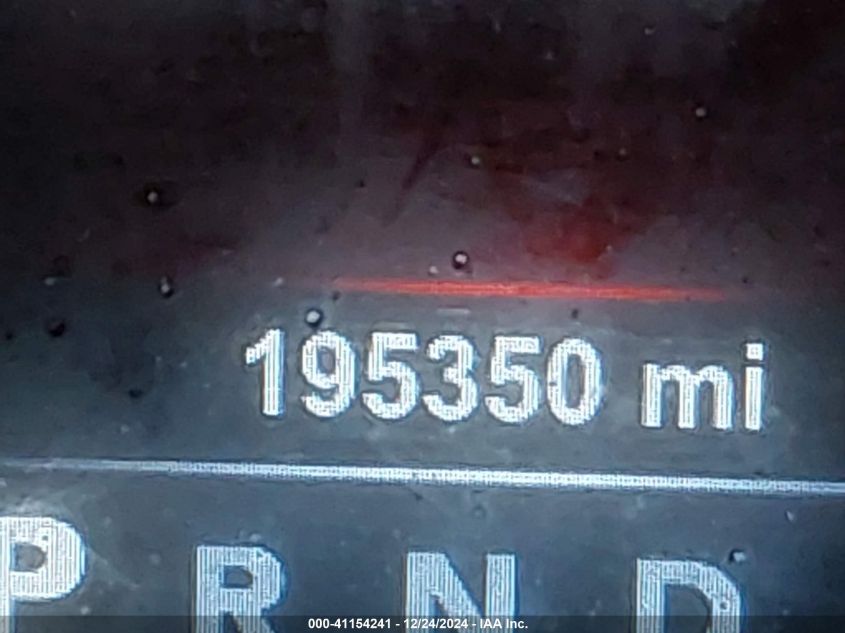 195350 mi
P R N D
000-41154241 - 12/24/2024 - IAA Inc.